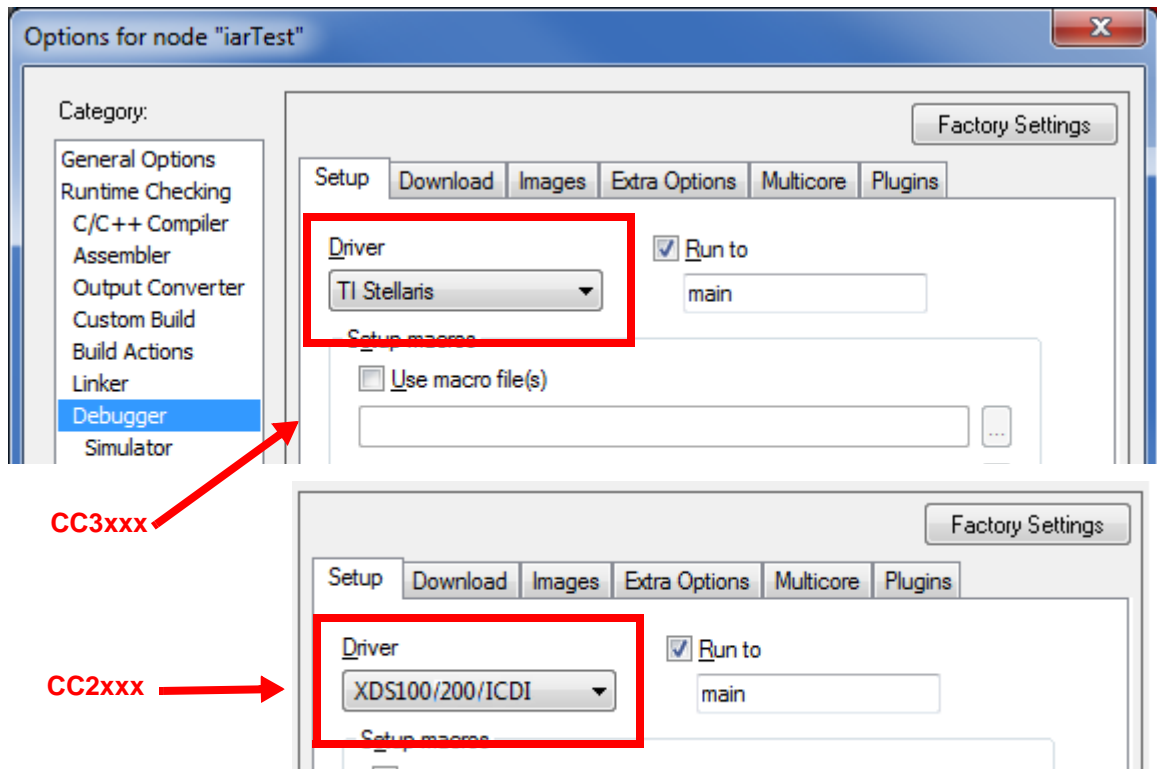 Options for node "iarTest"
X
Category:
Factory Settings
General Options
Runtime Checking
C/C++ Compiler
Assembler
Output Converter
Custom Build
Build Actions
Linker
Debugger
Simulator
Setup Download Images Extra Options Multicore Plugins
Driver
Run to
TI Stellaris
main
Setup macros
Use macro file(s)
...
CC3xxx
Factory Settings
Setup Download Images Extra Options Multicore Plugins
Driver
Run to
CC2xxx
XDS100/200/ICDI
main
Setup macros